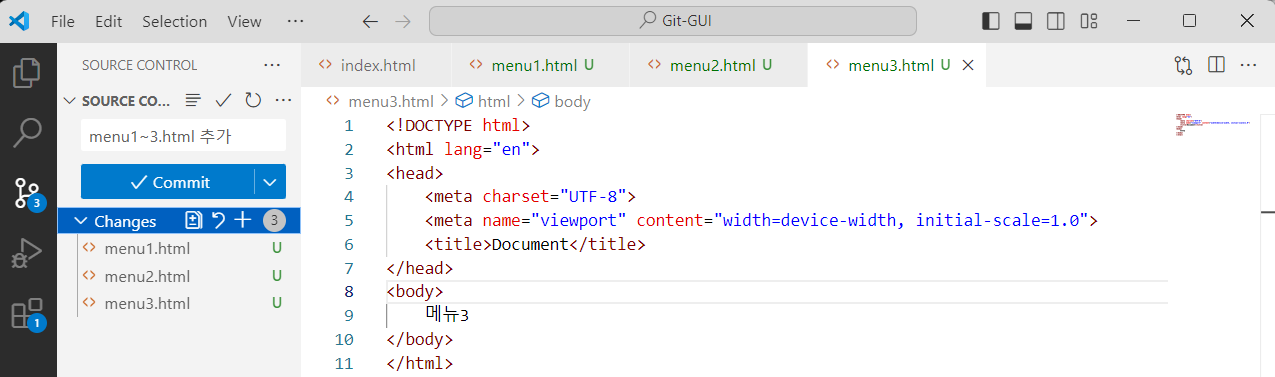 File Edit Selection View ··· Git-GUI
SOURCE CONTROL ···
index.html menu1.html U menu2.html U menu3.html U
SOURCE CO... ···
menu3.html > html > body
menu1~3.html 추가
Commit
Changes 3
menu1.html U
menu2.html U
menu3.html U
3
1
1 <!DOCTYPE html>
2 <html lang="en">
3 <head>
4 <meta charset="UTF-8">
5 <meta name="viewport" content="width=device-width, initial-scale=1.0">
6 <title>Document</title>
7 </head>
8 <body>
9 메뉴3
10 </body>
11 </html>